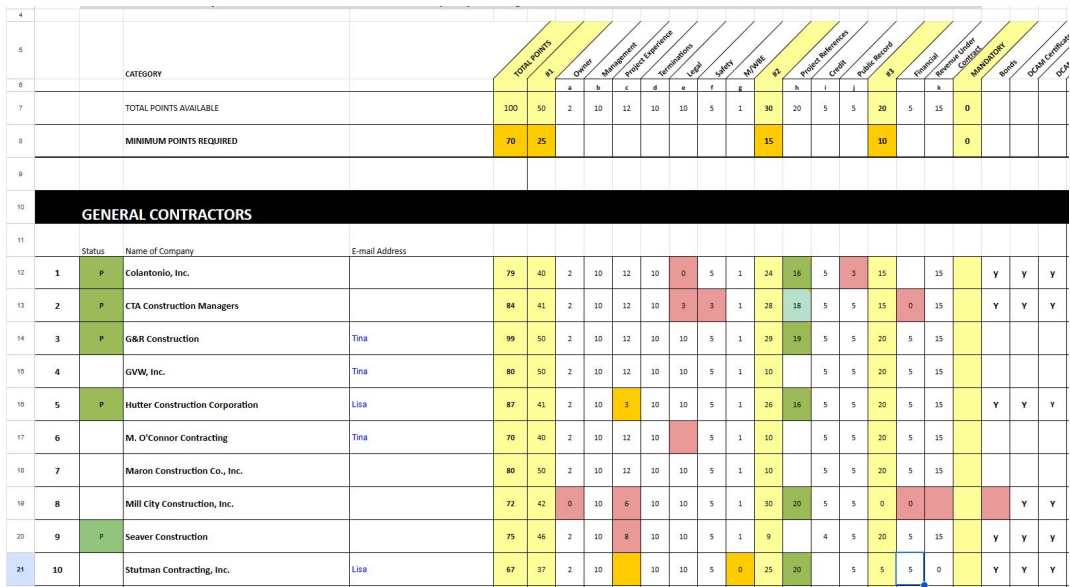 4
5
CATEGORY
TOTAL POINTS
#1
Owner
Management
Project Experience
Terminations
Legal
Safety
M/WBE
#2
Project References
Credit
Public Record
#3
Financial
Revenue Under Contract
MANDATORY
Bonds
DCAM Certificate
DCAM
6 a b c d e f g h i j k
7 TOTAL POINTS AVAILABLE 100 50 2 10 12 10 10 5 1 30 20 5 5 20 5 15 0
8 MINIMUM POINTS REQUIRED 70 25 15 10 0
9
10 GENERAL CONTRACTORS
11 Status Name of Company E-mail Address
12 1 P Colantonio, Inc. 79 40 2 10 12 10 0 5 1 24 16 5 3 15 15 Y Y Y
13 2 P CTA Construction Managers 84 41 2 10 12 10 3 3 1 28 18 5 5 15 0 15 Y Y Y
14 3 P G&R Construction Tina 99 50 2 10 12 10 10 5 1 29 19 5 5 20 5 15
15 4 GVW, Inc. Tina 80 50 2 10 12 10 10 5 1 10 5 5 20 5 15
16 5 P Hutter Construction Corporation Lisa 87 41 2 10 3 10 10 5 1 26 16 5 5 20 5 15 Y Y Y
17 6 M. O'Connor Contracting Tina 70 40 2 10 12 10 5 1 10 5 5 20 5 15
18 7 Maron Construction Co., Inc. 80 50 2 10 12 10 10 5 1 10 5 5 20 5 15
19 8 Mill City Construction, Inc. 72 42 0 10 6 10 10 5 1 30 20 5 5 0 0 Y Y
20 9 P Seaver Construction 75 46 2 10 8 10 10 5 1 9 4 5 20 5 15 Y Y Y
21 10 Stutman Contracting, Inc. Lisa 67 37 2 10 10 10 5 0 25 20 5 5 5 0 Y Y Y